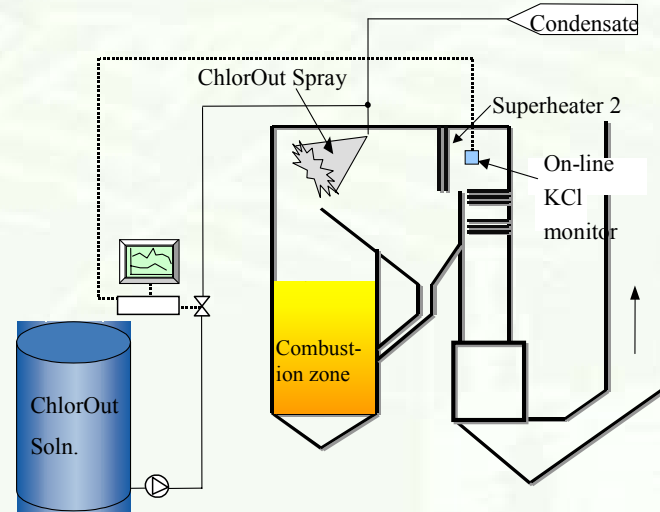 Condensate
ChlorOut Spray
Superheater 2
On-line
KCl
monitor
Combust-
ion zone
ChlorOut
Soln.